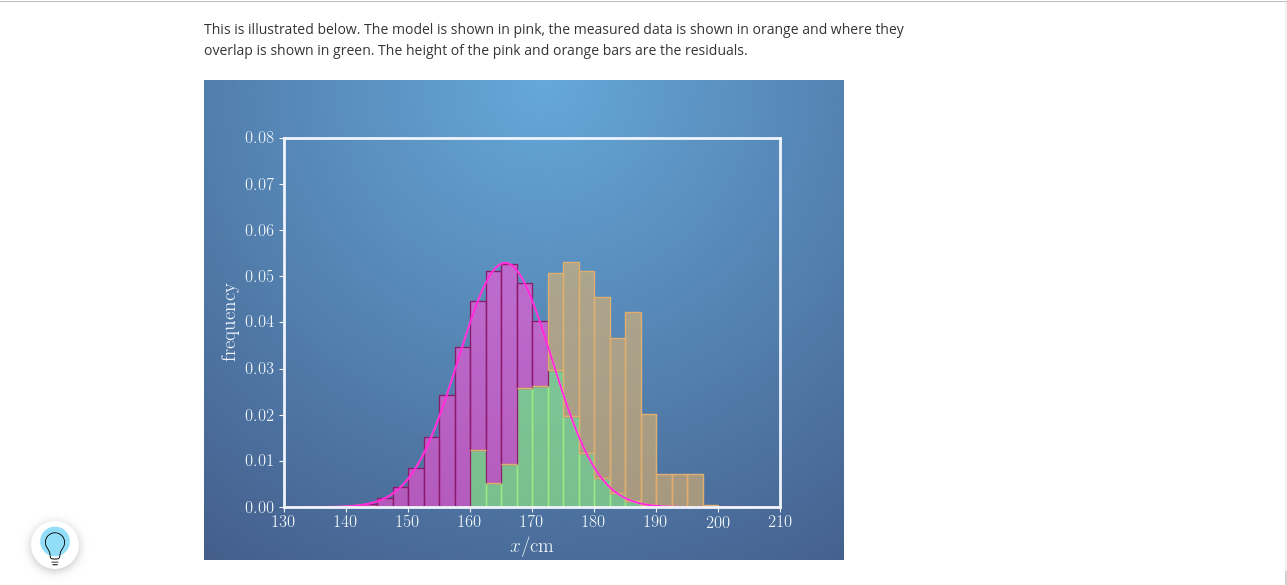 This is illustrated below. The model is shown in pink, the measured data is shown in orange and where they
overlap is shown in green. The height of the pink and orange bars are the residuals.
0.08
0.07
0.06
0.05
0.04
frequency
0.03
0.02
0.01
0.00
130 140 150 160 170 180 190 200 210
x/cm